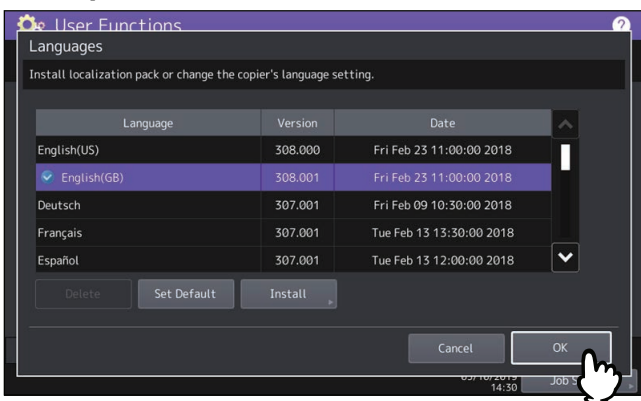 User Functions
?
Languages
Install localization pack or change the copier's language setting.
Language Version Date
English(US) 308.000 Fri Feb 23 11:00:00 2018
English(GB) 308.001 Fri Feb 23 11:00:00 2018
Deutsch 307.001 Fri Feb 09 10:30:00 2018
Français 307.001 Tue Feb 13 13:30:00 2018
Español 307.001 Tue Feb 13 12:00:00 2018
Delete Set Default Install
Cancel OK
14:30 Job